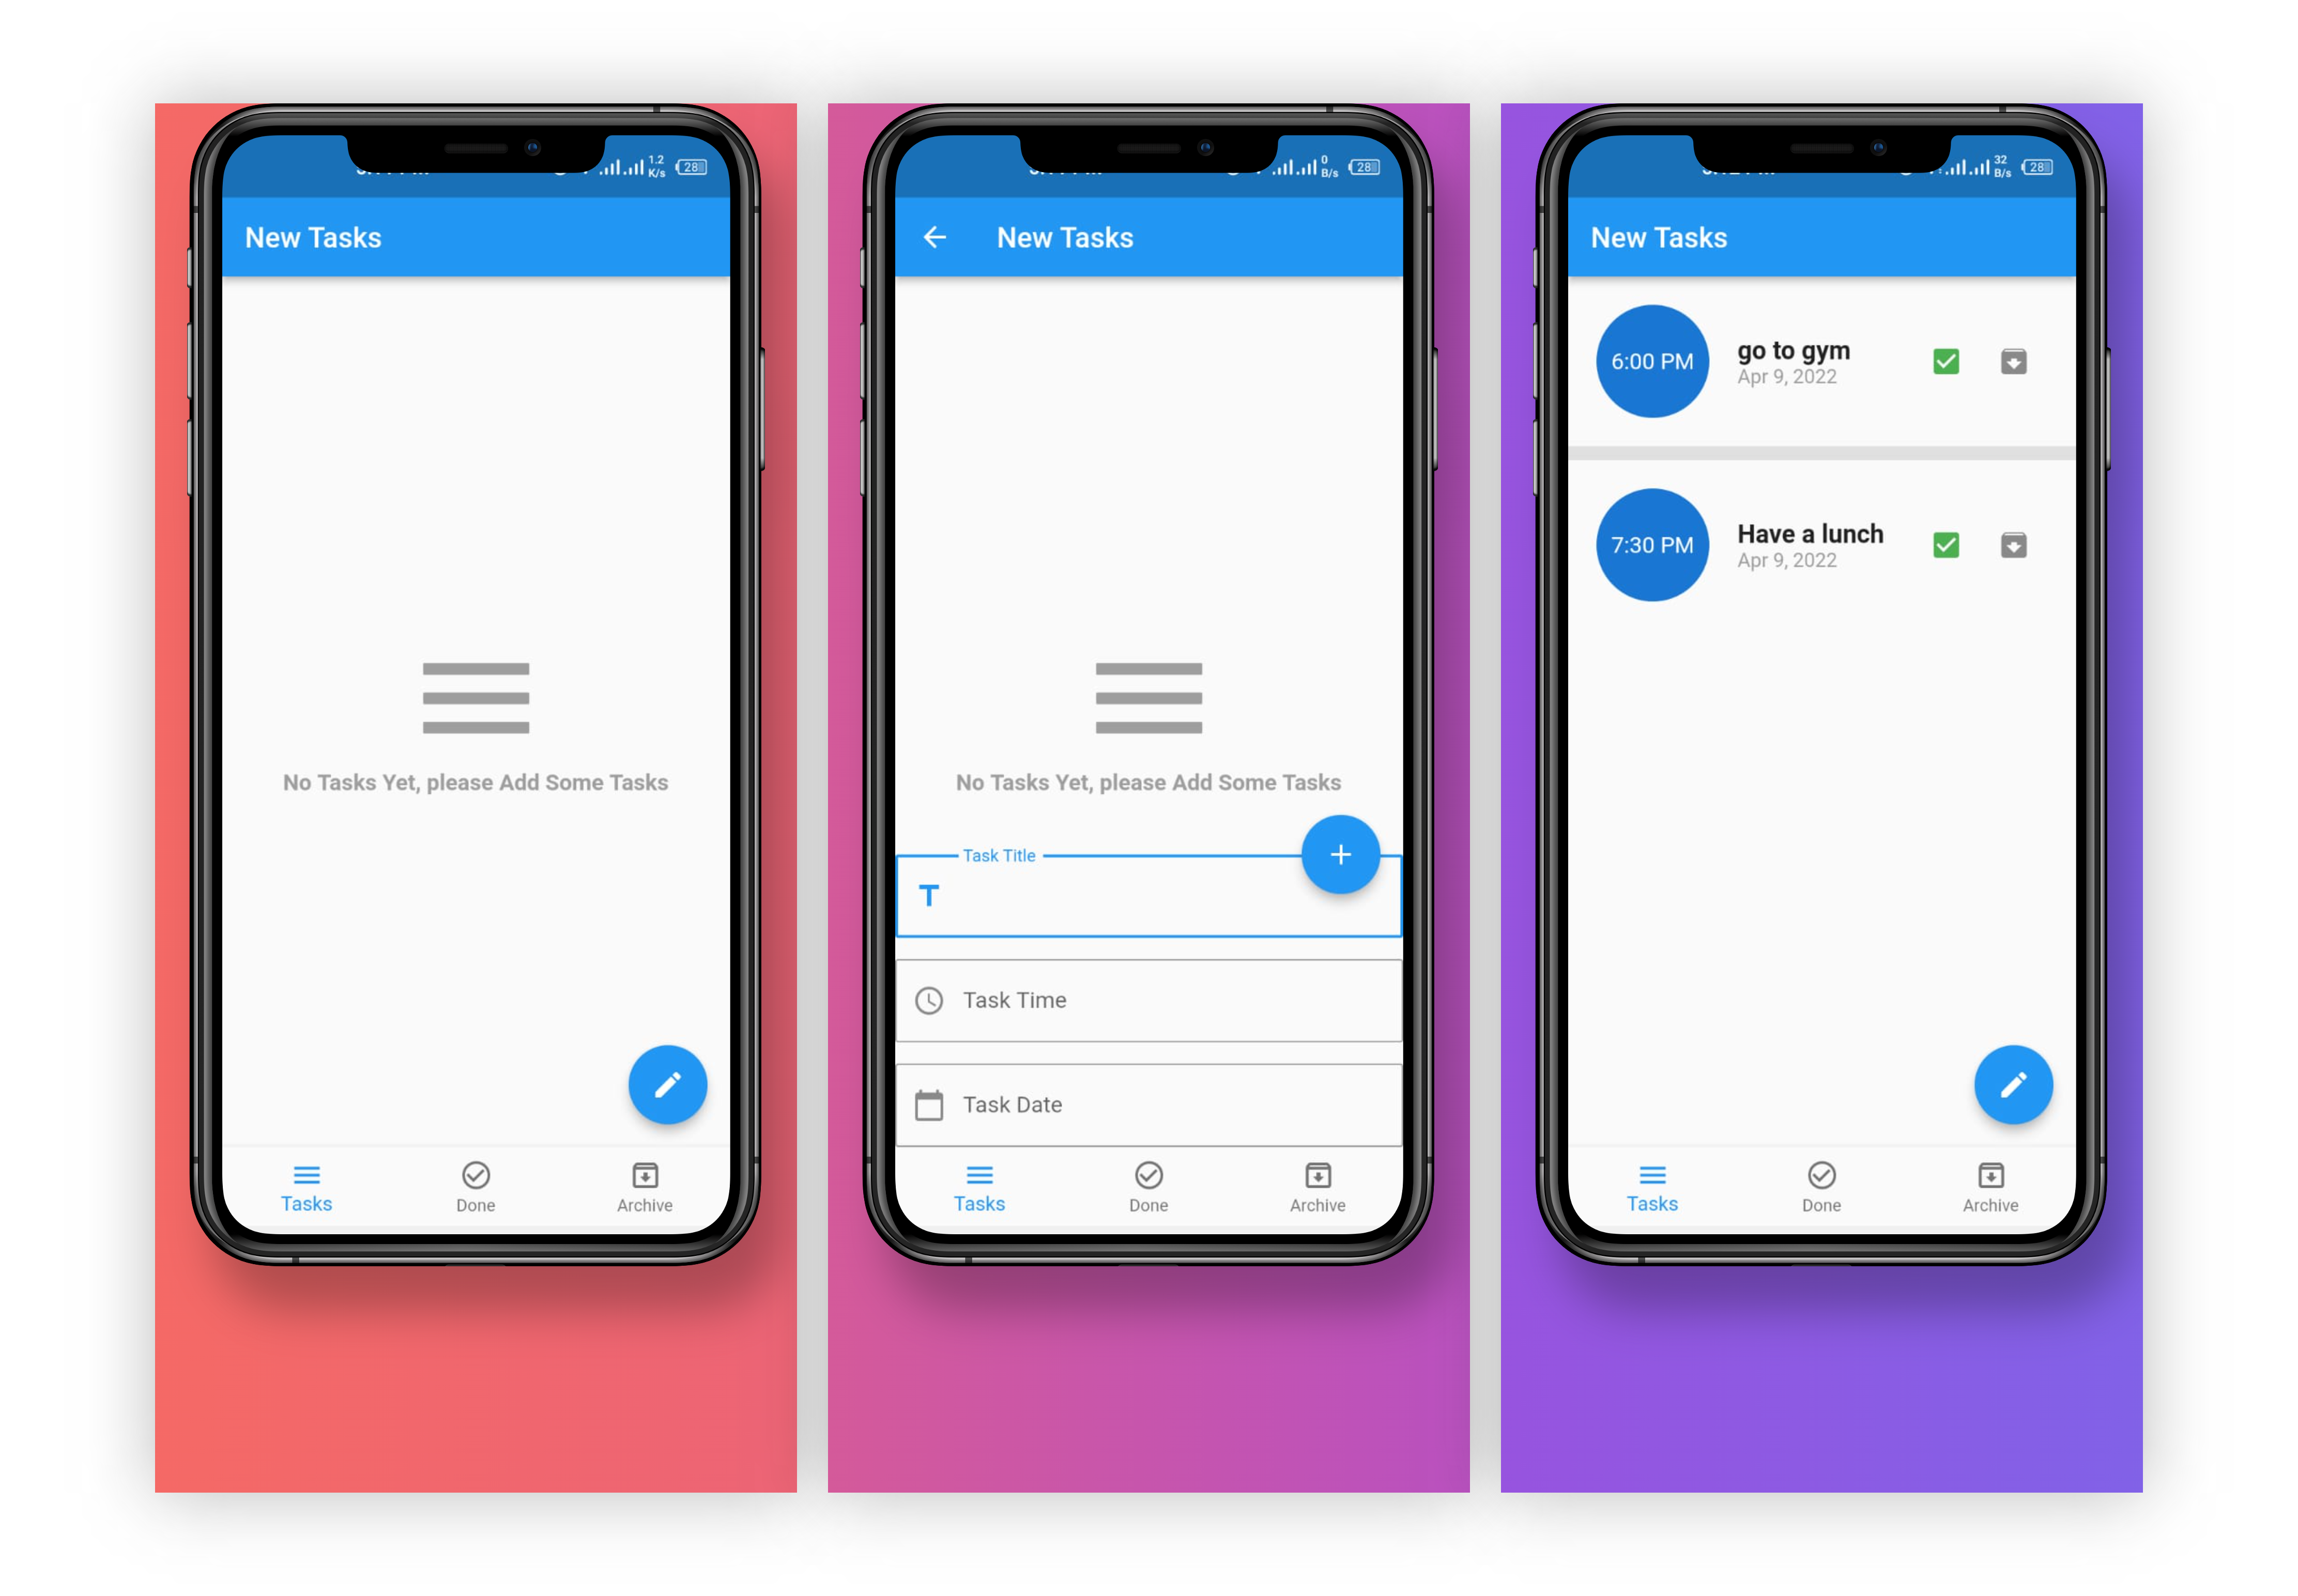 1.2
K/s
28
New Tasks
No Tasks Yet, please Add Some Tasks
Tasks
Done
Archive
0
B/s
28
New Tasks
No Tasks Yet, please Add Some Tasks
Task Title
Task Time
Task Date
Tasks
Done
Archive
32
B/s
28
New Tasks
6:00 PM
go to gym
Apr 9, 2022
7:30 PM
Have a lunch
Apr 9, 2022
Tasks
Done
Archive